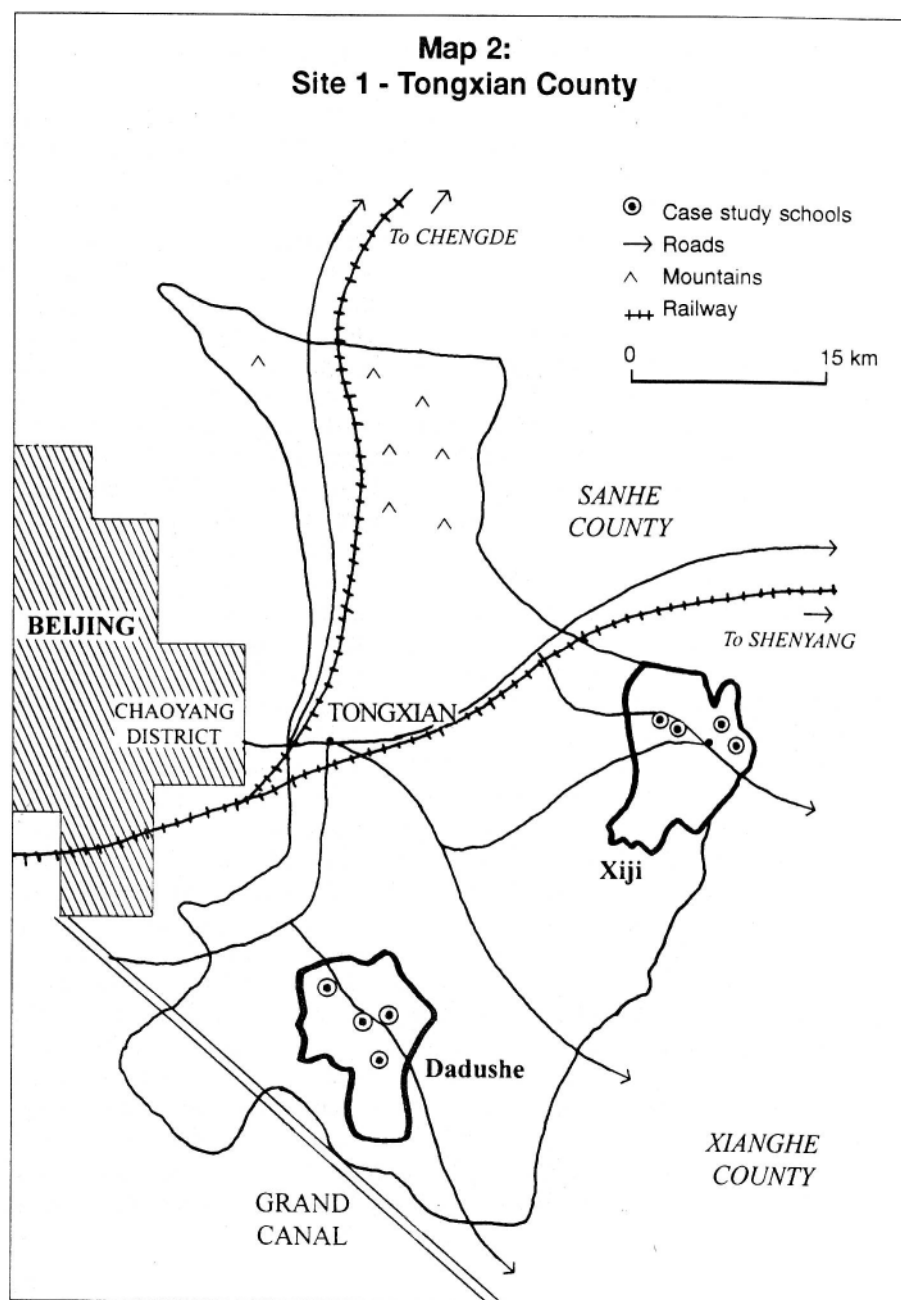 Map 2:
Site 1 - Tongxian County
Case study schools
Roads
Mountains
Railway
0 15 km
To CHENGDE
SANHE
COUNTY
BEIJING
To SHENYANG
CHAOYANG
DISTRICT
TONGXIAN
Xiji
Dadushe
XIANGHE
COUNTY
GRAND
CANAL